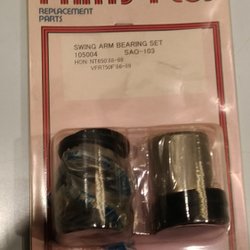 REPLACEMENT
PARTS
SWING ARM BEARING SET
105004 SAO-103
HON: NT650'88-89
VFR750F'86-89